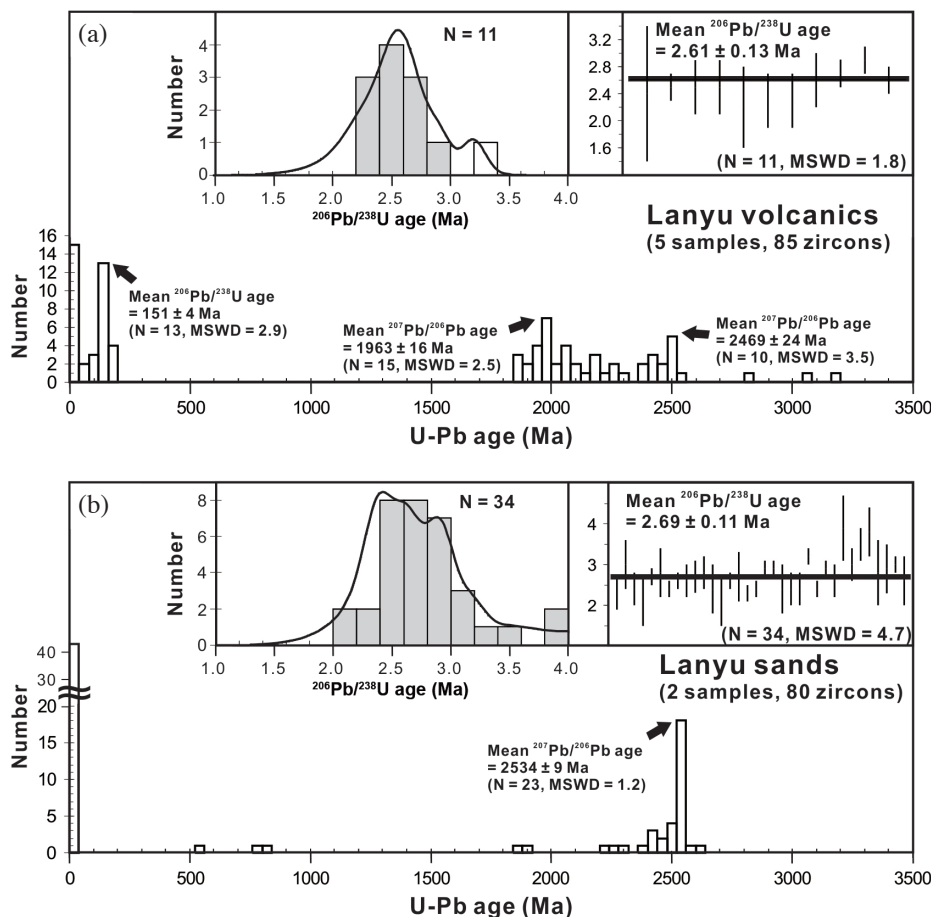 (a)
Number
4
3
2
1
0
N = 11
1.0 1.5 2.0 2.5 3.0 3.5 4.0
²⁰⁶Pb/²³⁸U age (Ma)
3.2
2.8
2.4
2.0
1.6
Mean ²⁰⁶Pb/²³⁸U age
= 2.61 ± 0.13 Ma
(N = 11, MSWD = 1.8)
Lanyu volcanics
(5 samples, 85 zircons)
Number
16
14
12
10
8
6
4
2
0
Mean ²⁰⁶Pb/²³⁸U age
= 151 ± 4 Ma
(N = 13, MSWD = 2.9)
Mean ²⁰⁷Pb/²⁰⁶Pb age
= 1963 ± 16 Ma
(N = 15, MSWD = 2.5)
Mean ²⁰⁷Pb/²⁰⁶Pb age
= 2469 ± 24 Ma
(N = 10, MSWD = 3.5)
0 500 1000 1500 2000 2500 3000 3500
U-Pb age (Ma)
(b)
Number
8
6
4
2
0
N = 34
1.0 1.5 2.0 2.5 3.0 3.5 4.0
²⁰⁶Pb/²³⁸U age (Ma)
4
3
2
Mean ²⁰⁶Pb/²³⁸U age
= 2.69 ± 0.11 Ma
(N = 34, MSWD = 4.7)
Lanyu sands
(2 samples, 80 zircons)
Number
40
30
20
15
10
5
0
Mean ²⁰⁷Pb/²⁰⁶Pb age
= 2534 ± 9 Ma
(N = 23, MSWD = 1.2)
0 500 1000 1500 2000 2500 3000 3500
U-Pb age (Ma)